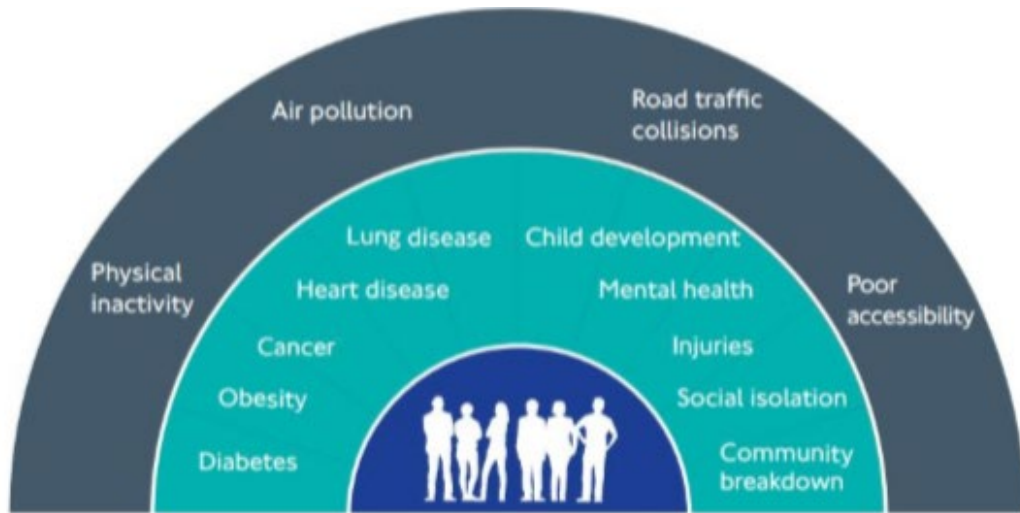 Air pollution
Road traffic
collisions
Physical
inactivity
Poor
accessibility
Lung disease
Child development
Heart disease
Mental health
Cancer
Injuries
Obesity
Social isolation
Diabetes
Community
breakdown